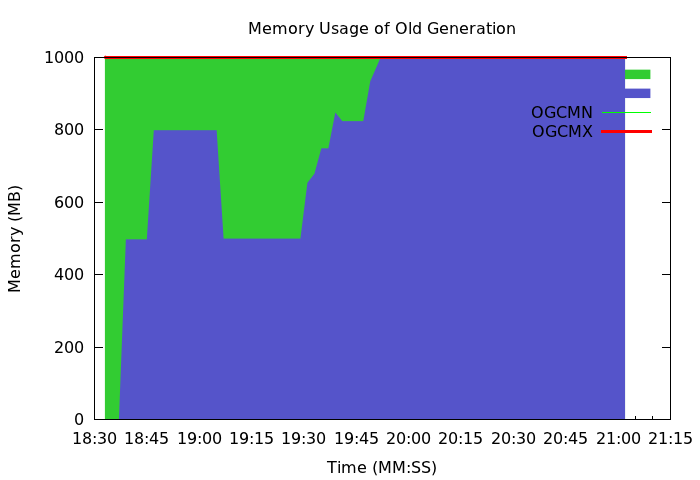 Memory Usage of Old Generation
1000
800
600
400
200
0
Memory (MB)
OGCMN
OGCMX
18:30 18:45 19:00 19:15 19:30 19:45 20:00 20:15 20:30 20:45 21:00 21:15
Time (MM:SS)